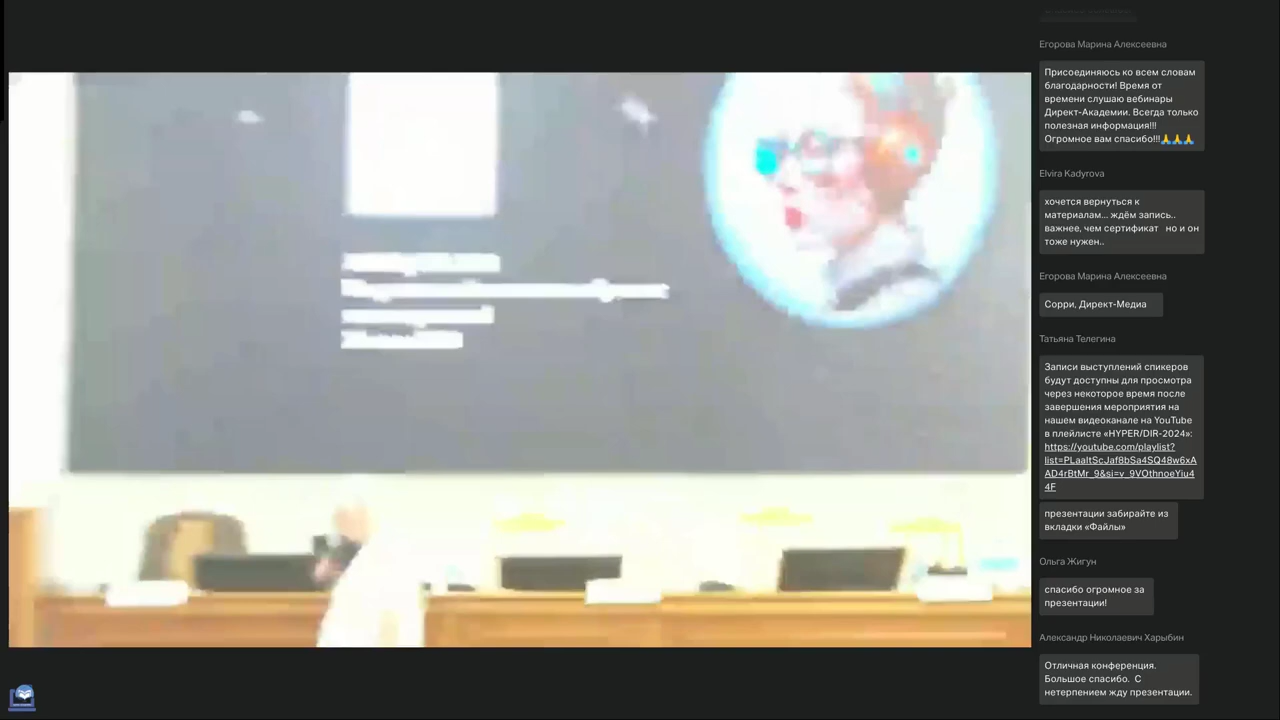 Егорова Марина Алексеевна
Присоединяюсь ко всем словам
благодарности! Время от
времени слушаю вебинары
Директ-Академии. Всегда только
полезная информация!!!
Огромное вам спасибо!!!🙏🙏🙏
Elvira Kadyrova
хочется вернуться к
материалам... ждём запись..
важнее, чем сертификат но и он
тоже нужен..
Егорова Марина Алексеевна
Сорри, Директ-Медиа
Татьяна Телегина
Записи выступлений спикеров
будут доступны для просмотра
через некоторое время после
завершения мероприятия на
нашем видеоканале на YouTube
в плейлисте «HYPER/DIR-2024»:
https://youtube.com/playlist?
list=PLaaItScJaf8bSa4SQ48w6xA
AD4rBtMr_9&si=v_9VOthnoeYiu4
4F
презентации забирайте из
вкладки «Файлы»
Ольга Жигун
спасибо огромное за
презентации!
Александр Николаевич Харыбин
Отличная конференция.
Большое спасибо. С
нетерпением жду презентации.